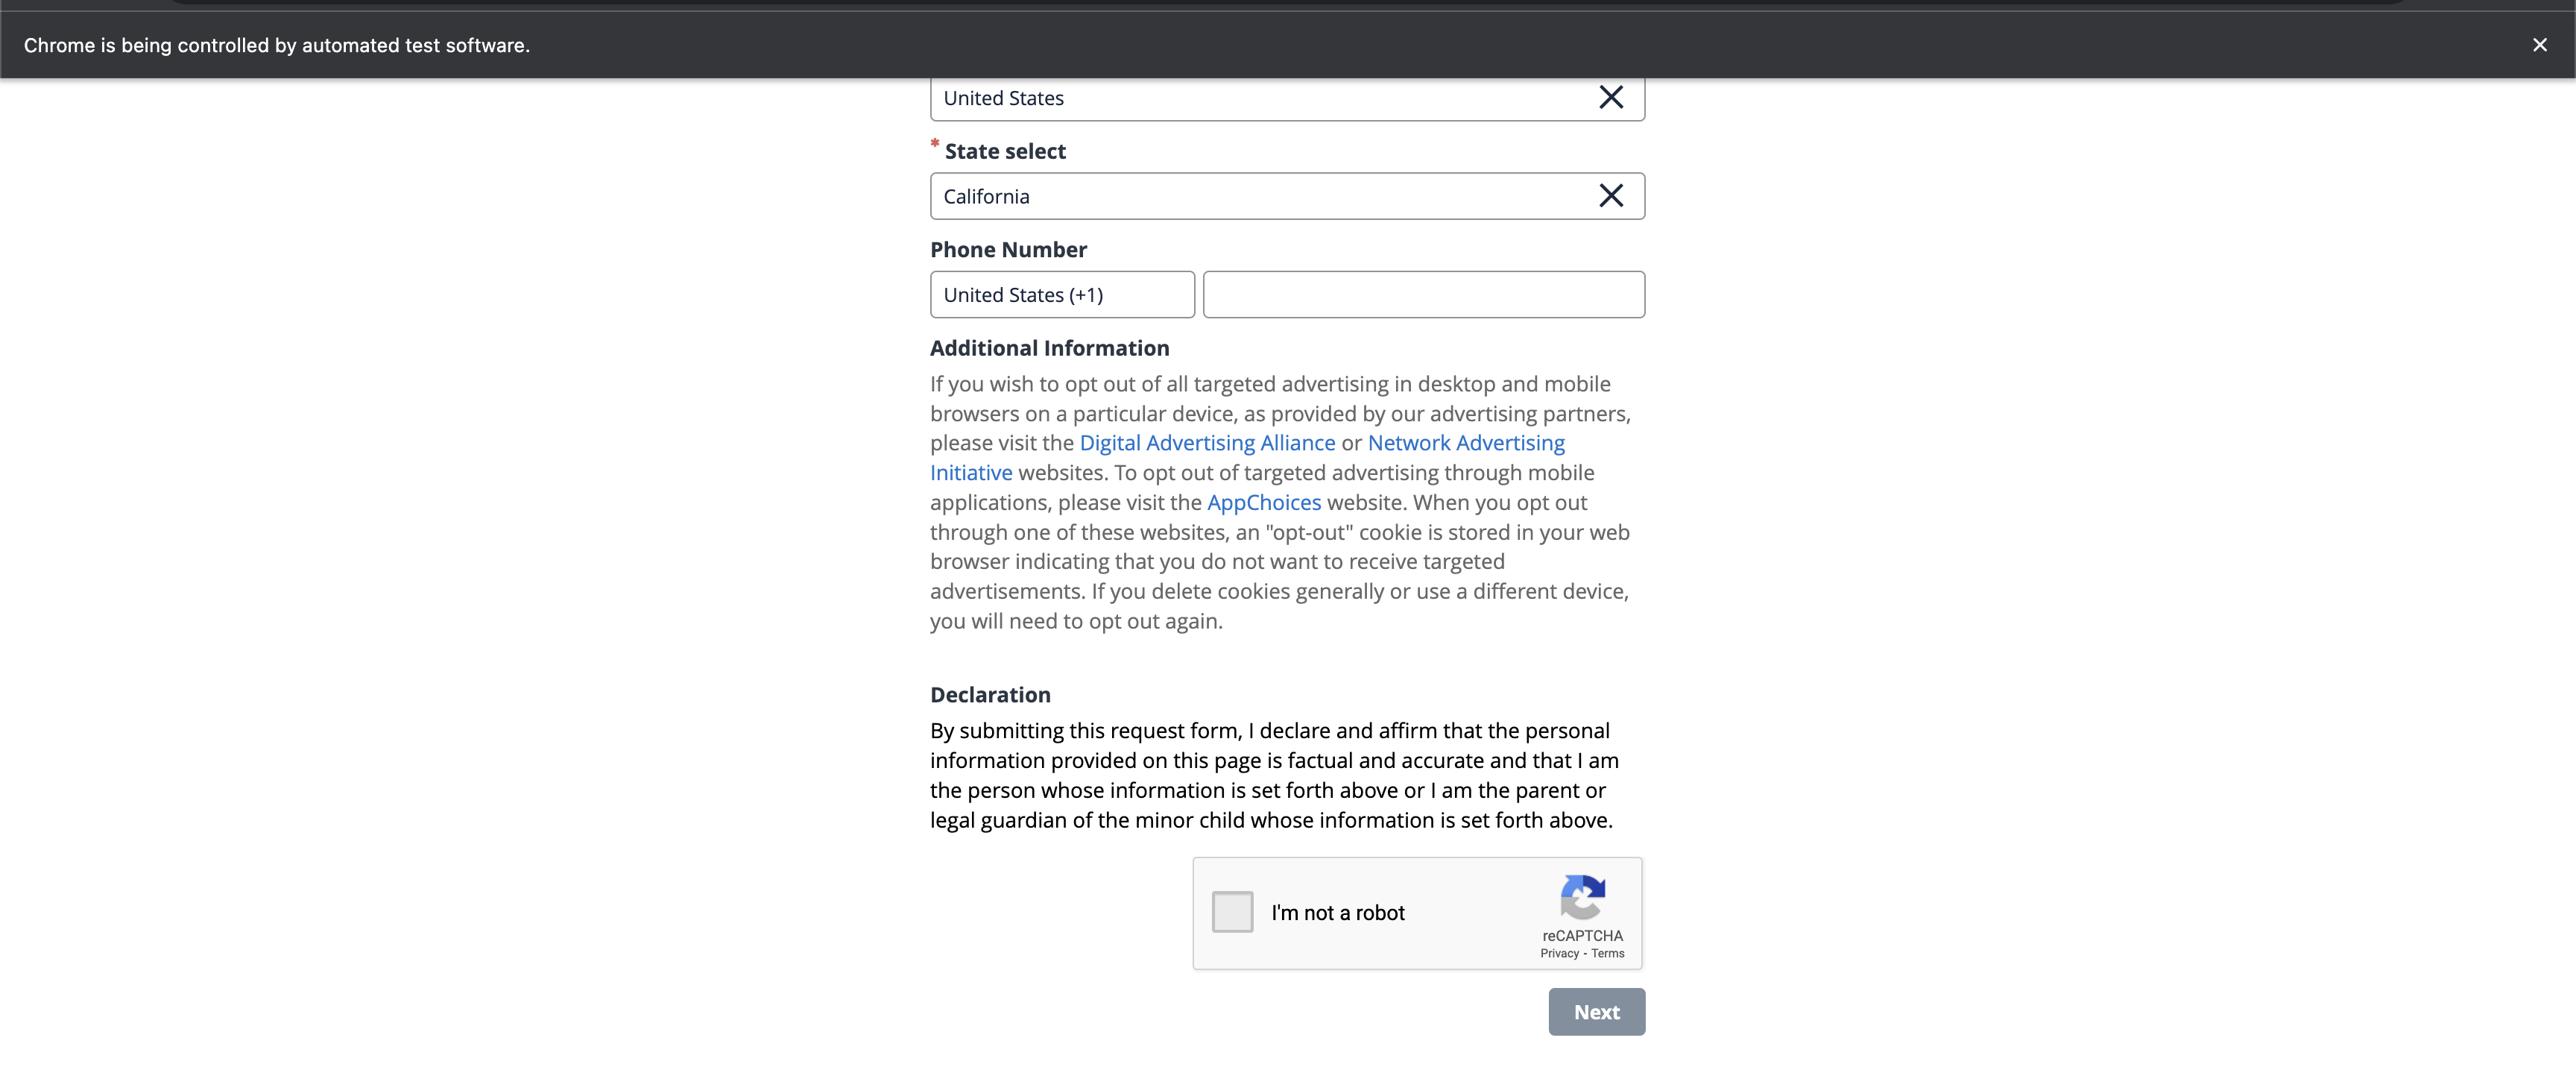 Chrome is being controlled by automated test software.
United States
* State select
California
Phone Number
United States (+1)
Additional Information
If you wish to opt out of all targeted advertising in desktop and mobile
browsers on a particular device, as provided by our advertising partners,
please visit the Digital Advertising Alliance or Network Advertising
Initiative websites. To opt out of targeted advertising through mobile
applications, please visit the AppChoices website. When you opt out
through one of these websites, an "opt-out" cookie is stored in your web
browser indicating that you do not want to receive targeted
advertisements. If you delete cookies generally or use a different device,
you will need to opt out again.
Declaration
By submitting this request form, I declare and affirm that the personal
information provided on this page is factual and accurate and that I am
the person whose information is set forth above or I am the parent or
legal guardian of the minor child whose information is set forth above.
I'm not a robot
reCAPTCHA
Privacy - Terms
Next